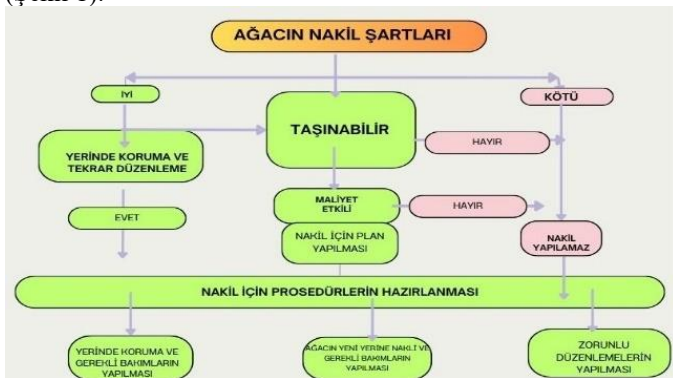 AĞACIN NAKİL ŞARTLARI
İYİ
KÖTÜ
TAŞINABİLİR
HAYIR
YERİNDE KORUMA VE
TEKRAR DÜZENLEME
MALİYET
ETKİLİ
HAYIR
EVET
NAKİL İÇİN PLAN
YAPILMASI
NAKİL
YAPILAMAZ
NAKİL İÇİN PROSEDÜRLERİN HAZIRLANMASI
YERİNDE KORUMA VE
GEREKLİ BAKIMLARIN
YAPILMASI
AĞACIN YENİ YERİNE NAKLİ VE
GEREKLİ BAKIMLARIN
YAPILMASI
ZORUNLU
DÜZENLEMELERİN
YAPILMASI